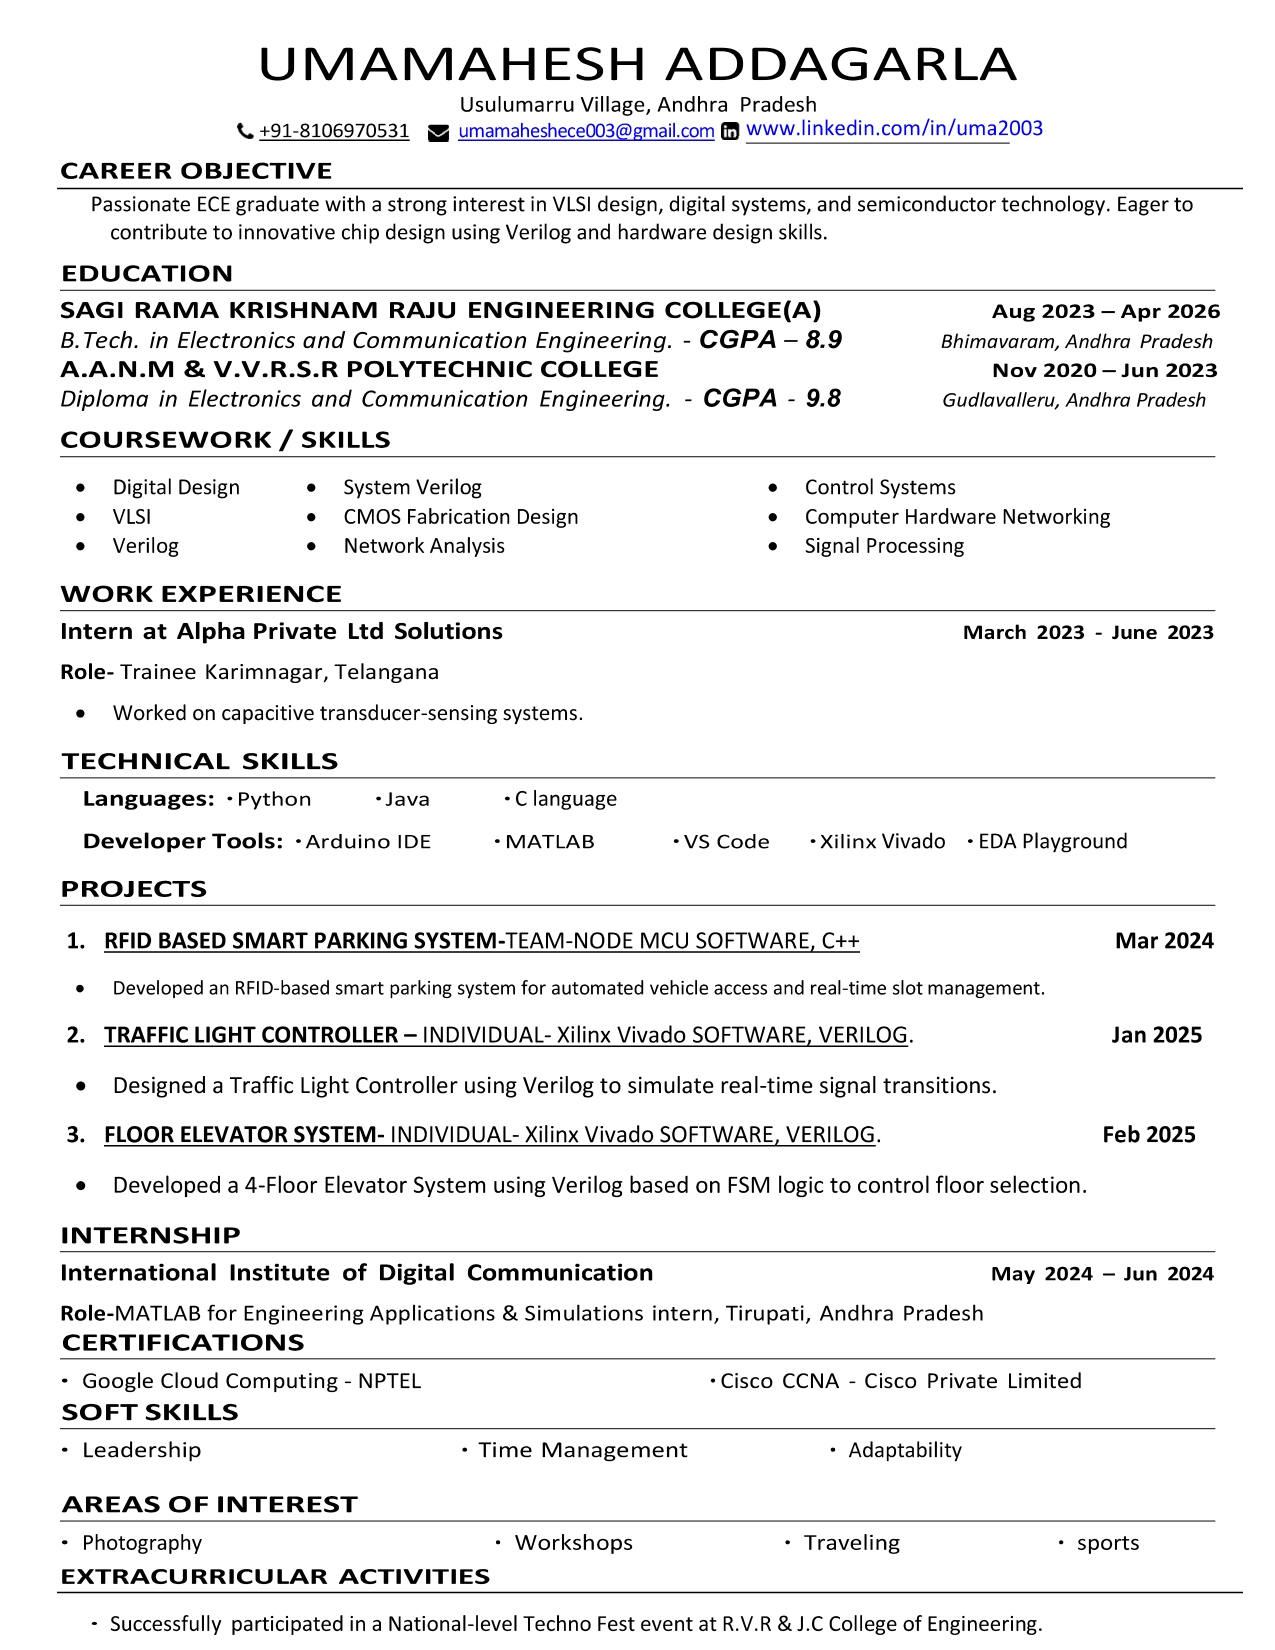 UMAMAHESH ADDAGARLA
Usulumarru Village, Andhra Pradesh
+91-8106970531 umamaheshece003@gmail.com www.linkedin.com/in/uma2003
CAREER OBJECTIVE
Passionate ECE graduate with a strong interest in VLSI design, digital systems, and semiconductor technology. Eager to
contribute to innovative chip design using Verilog and hardware design skills.
EDUCATION
SAGI RAMA KRISHNAM RAJU ENGINEERING COLLEGE(A) Aug 2023 – Apr 2026
B.Tech. in Electronics and Communication Engineering. - CGPA – 8.9 Bhimavaram, Andhra Pradesh
A.A.N.M & V.V.R.S.R POLYTECHNIC COLLEGE Nov 2020 – Jun 2023
Diploma in Electronics and Communication Engineering. - CGPA - 9.8 Gudlavalleru, Andhra Pradesh
COURSEWORK / SKILLS
• Digital Design • System Verilog • Control Systems
• VLSI • CMOS Fabrication Design • Computer Hardware Networking
• Verilog • Network Analysis • Signal Processing
WORK EXPERIENCE
Intern at Alpha Private Ltd Solutions March 2023 - June 2023
Role- Trainee Karimnagar, Telangana
• Worked on capacitive transducer-sensing systems.
TECHNICAL SKILLS
Languages: • Python • Java • C language
Developer Tools: • Arduino IDE • MATLAB • VS Code • Xilinx Vivado • EDA Playground
PROJECTS
1. RFID BASED SMART PARKING SYSTEM-TEAM-NODE MCU SOFTWARE, C++ Mar 2024
• Developed an RFID-based smart parking system for automated vehicle access and real-time slot management.
2. TRAFFIC LIGHT CONTROLLER – INDIVIDUAL- Xilinx Vivado SOFTWARE, VERILOG. Jan 2025
• Designed a Traffic Light Controller using Verilog to simulate real-time signal transitions.
3. FLOOR ELEVATOR SYSTEM- INDIVIDUAL- Xilinx Vivado SOFTWARE, VERILOG. Feb 2025
• Developed a 4-Floor Elevator System using Verilog based on FSM logic to control floor selection.
INTERNSHIP
International Institute of Digital Communication May 2024 – Jun 2024
Role-MATLAB for Engineering Applications & Simulations intern, Tirupati, Andhra Pradesh
CERTIFICATIONS
• Google Cloud Computing - NPTEL • Cisco CCNA - Cisco Private Limited
SOFT SKILLS
• Leadership • Time Management • Adaptability
AREAS OF INTEREST
• Photography • Workshops • Traveling • sports
EXTRACURRICULAR ACTIVITIES
• Successfully participated in a National-level Techno Fest event at R.V.R & J.C College of Engineering.